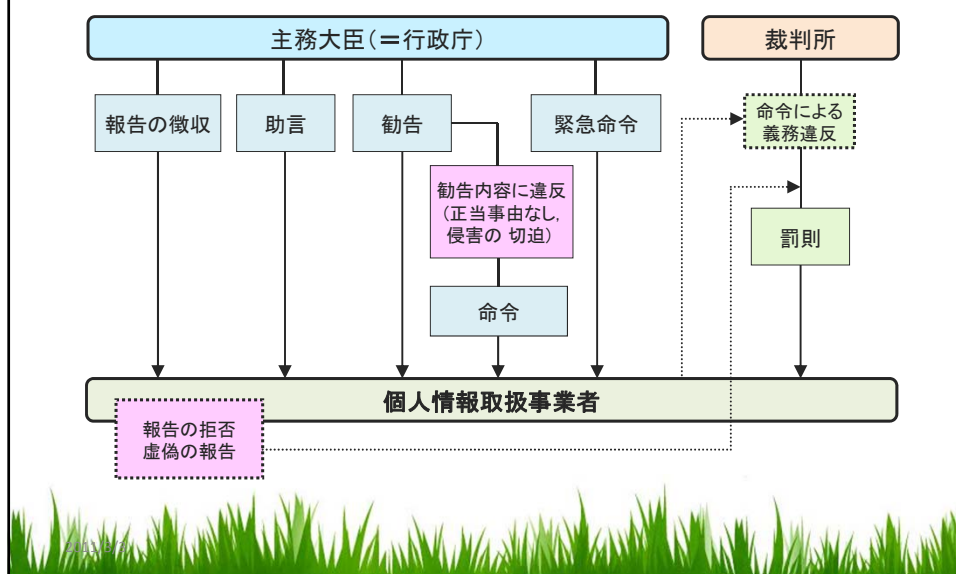 主務大臣(=行政庁)
裁判所
報告の徴収
助言
勧告
緊急命令
命令による
義務違反
勧告内容に違反
(正当事由なし,
侵害の 切迫)
罰則
命令
個人情報取扱事業者
報告の拒否
虚偽の報告